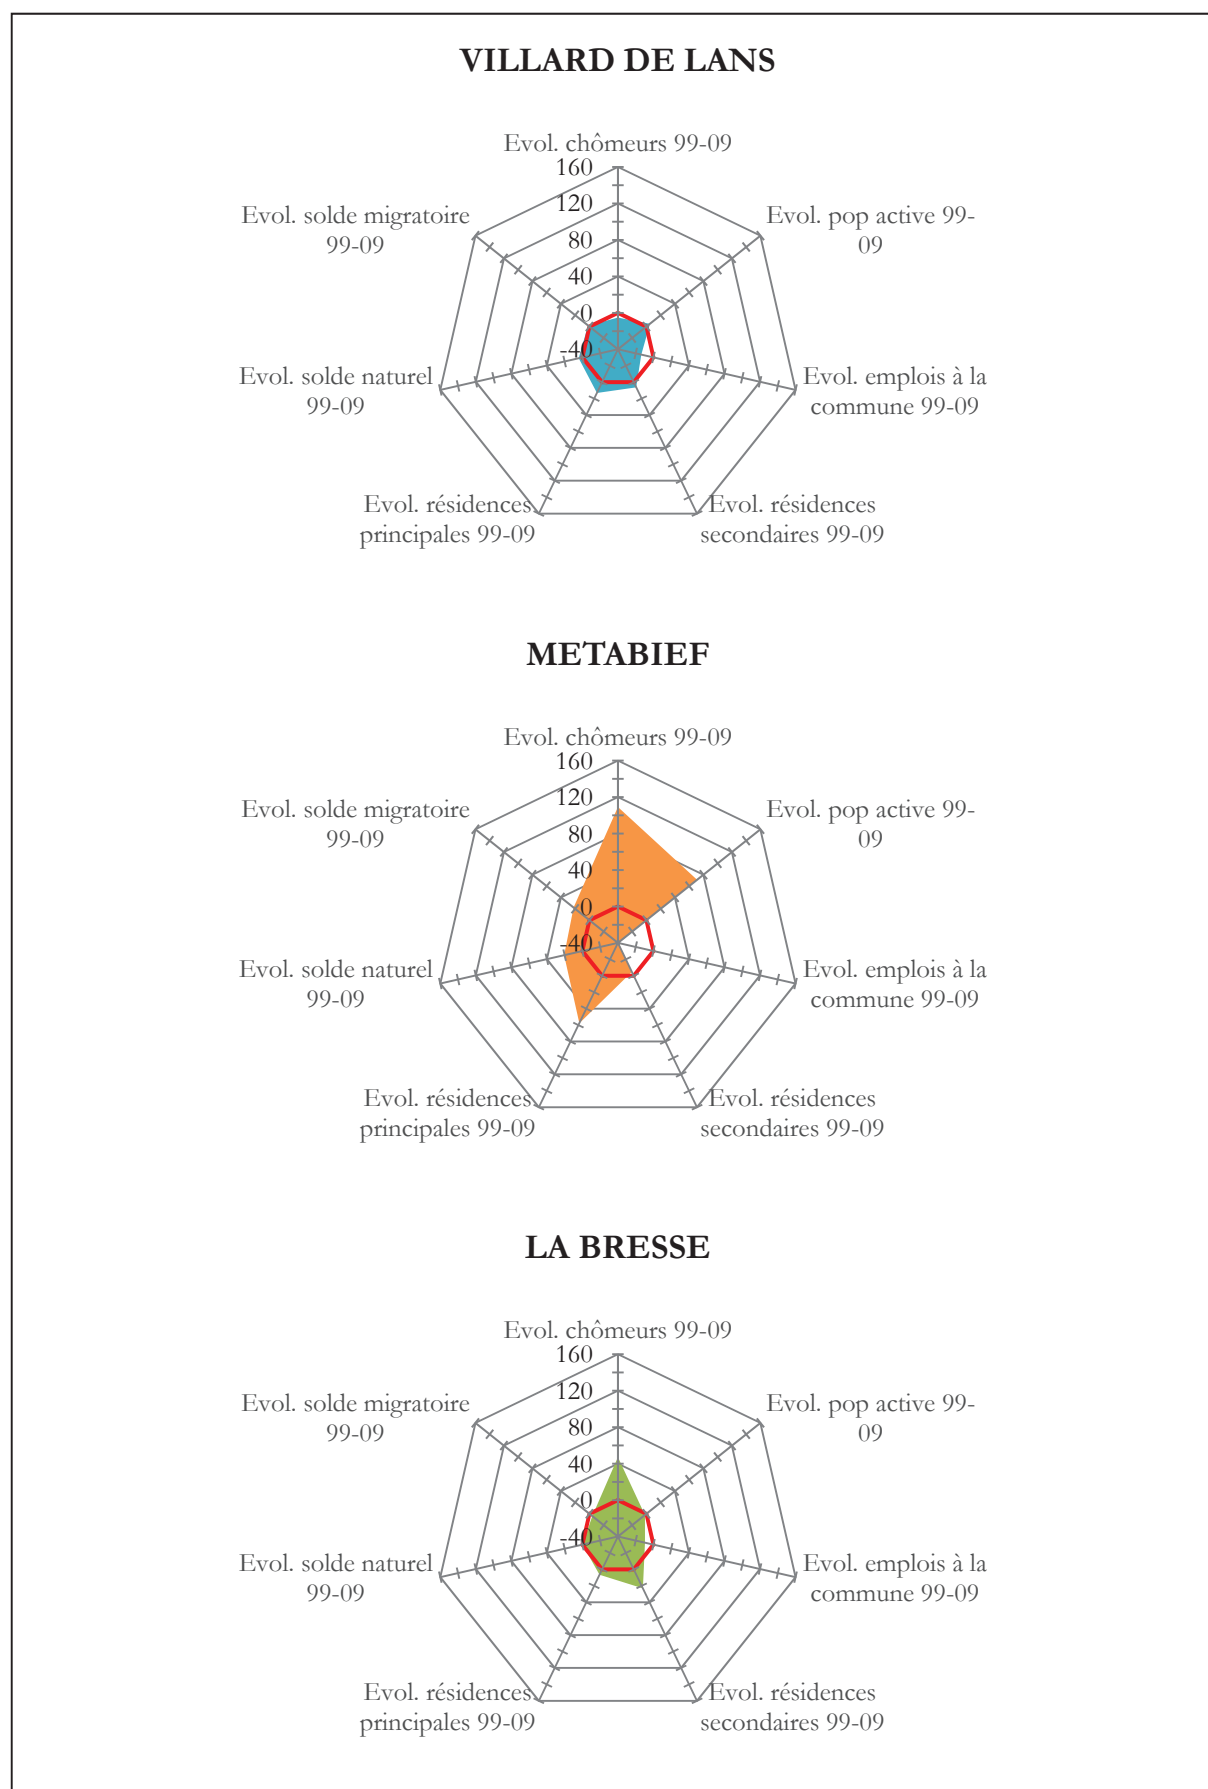 VILLARD DE LANS
Evol. chômeurs 99-09
160
120
80
40
0
-40
Evol. pop active 99-
09
Evol. emplois à la
commune 99-09
Evol. résidences
secondaires 99-09
Evol. résidences
principales 99-09
Evol. solde naturel
99-09
Evol. solde migratoire
99-09
METABIEF
Evol. chômeurs 99-09
160
120
80
40
0
-40
Evol. pop active 99-
09
Evol. emplois à la
commune 99-09
Evol. résidences
secondaires 99-09
Evol. résidences
principales 99-09
Evol. solde naturel
99-09
Evol. solde migratoire
99-09
LA BRESSE
Evol. chômeurs 99-09
160
120
80
40
0
-40
Evol. pop active 99-
09
Evol. emplois à la
commune 99-09
Evol. résidences
secondaires 99-09
Evol. résidences
principales 99-09
Evol. solde naturel
99-09
Evol. solde migratoire
99-09